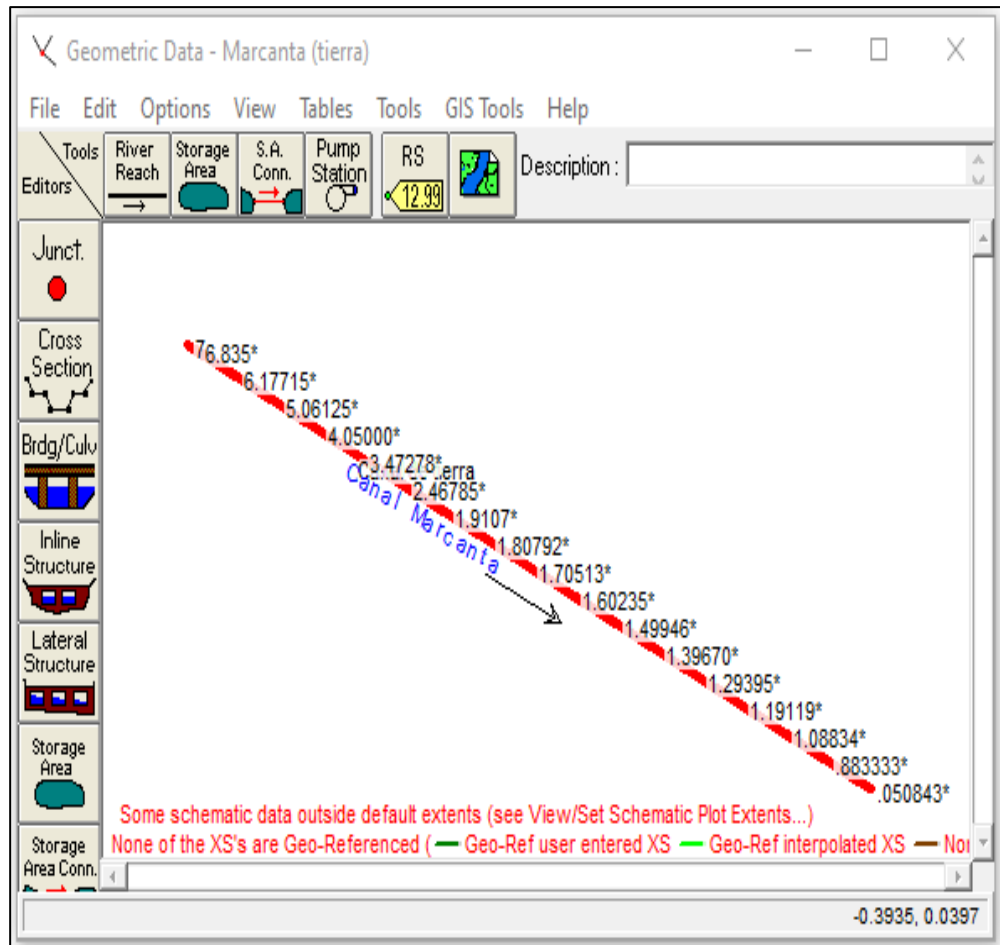 Geometric Data - Marcanta (tierra)
File Edit Options View Tables Tools GIS Tools Help
Tools
Editors
River
Reach
Storage
Area
S.A.
Conn.
Pump
Station
RS
12.99
Description :
Junct.
Cross
Section
Brdg/Culv
Inline
Structure
Lateral
Structure
Storage
Area
Storage
Area Conn.
7
6.835*
6.17715*
5.06125*
4.05000*
3.47278*
2.46785*
1.9107*
1.80792*
1.70513*
1.60235*
1.49946*
1.39670*
1.29395*
1.19119*
1.08834*
.883333*
.050843*
Canal Marcanta
Some schematic data outside default extents (see View/Set Schematic Plot Extents...)
None of the XS's are Geo-Referenced ( Geo-Ref user entered XS Geo-Ref interpolated XS
-0.3935, 0.0397